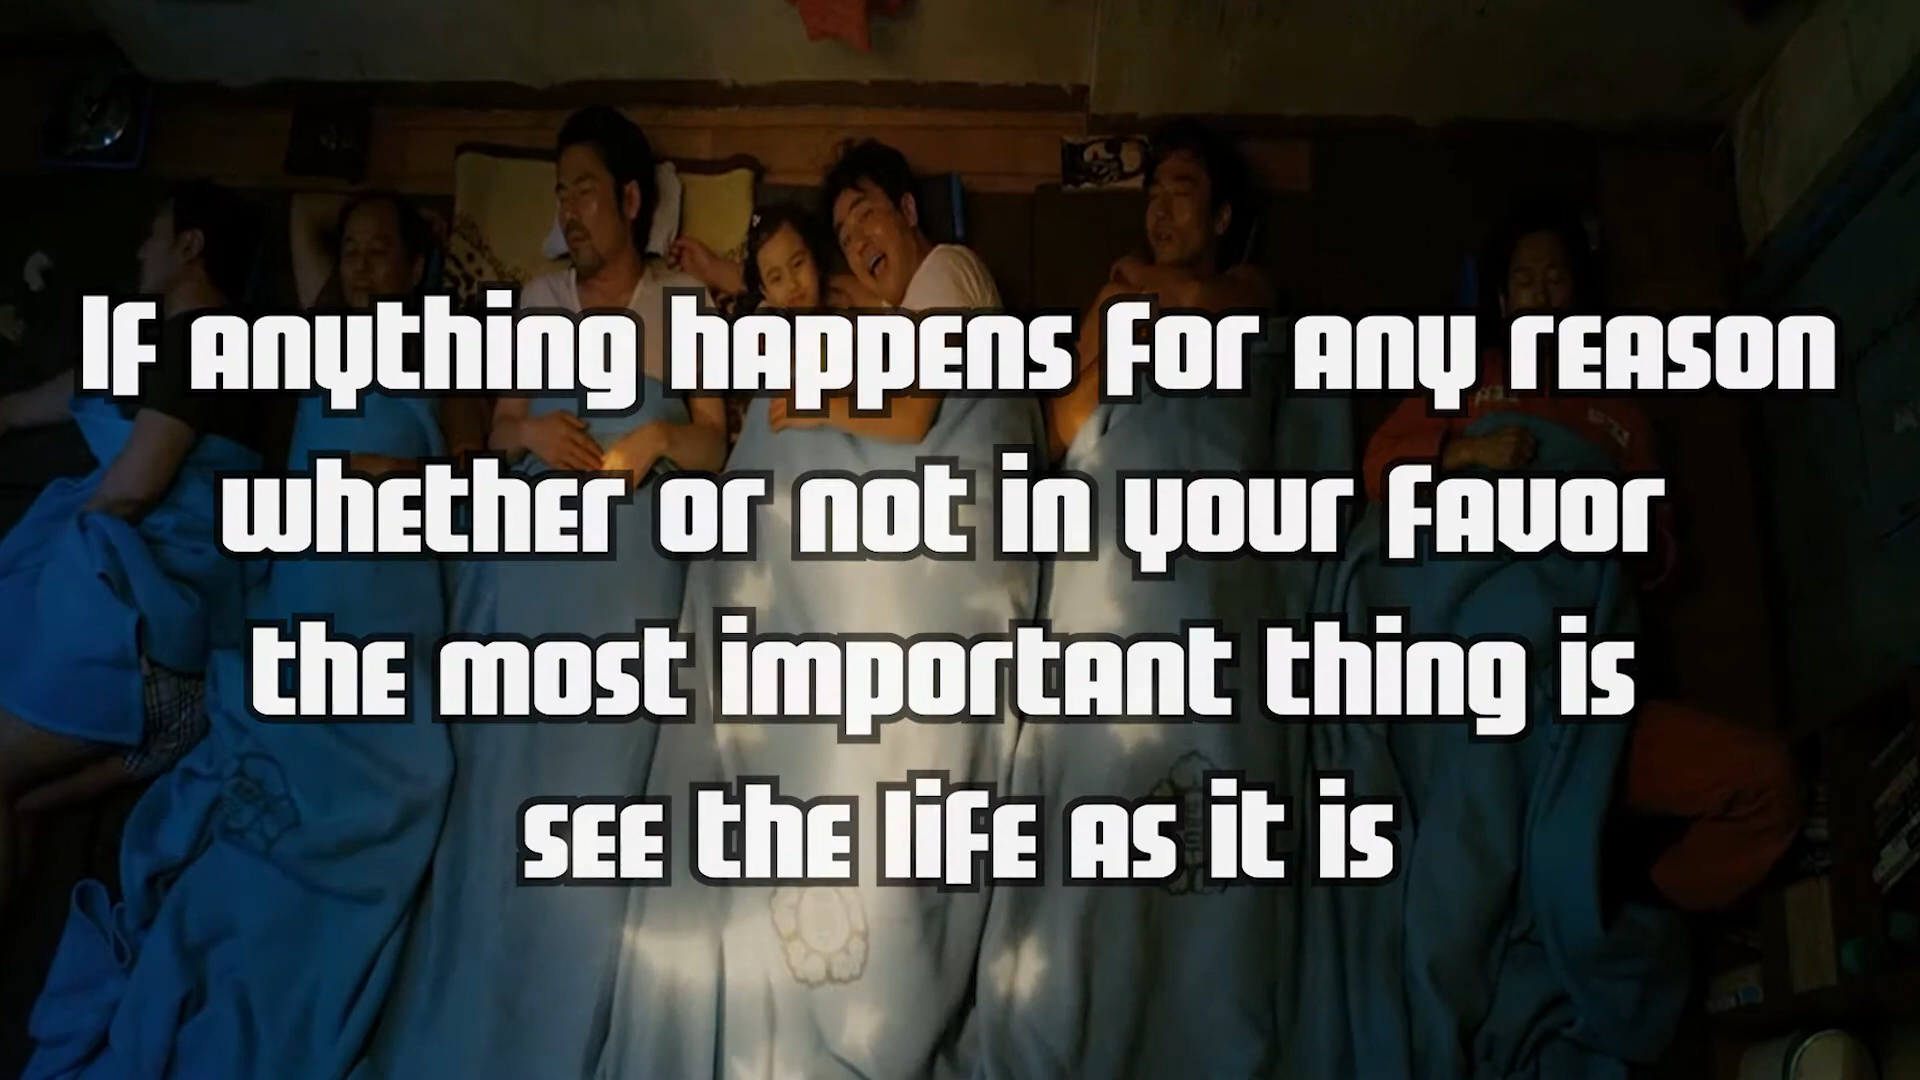 If anything happens for any reason
whether or not in your favor
the most important thing is
see the life as it is